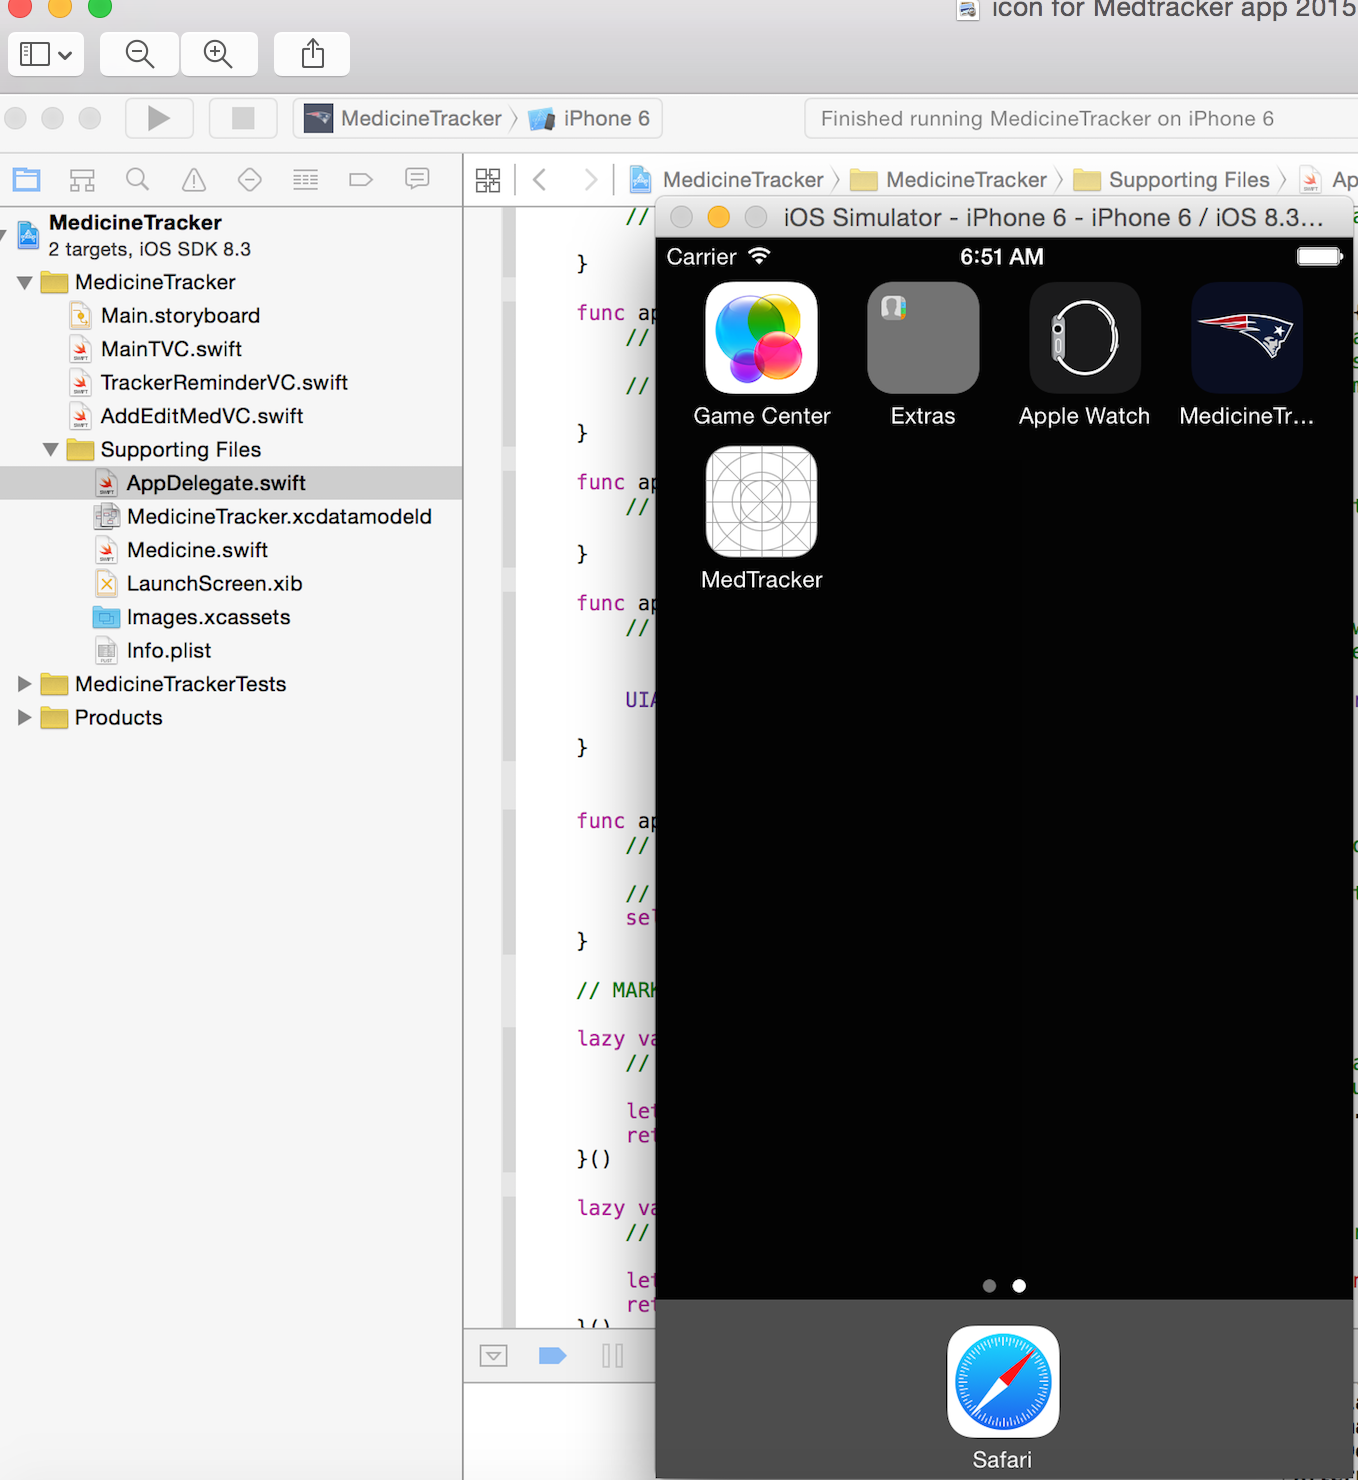 icon for Medtracker app 2015
MedicineTracker
iPhone 6
Finished running MedicineTracker on iPhone 6
MedicineTracker
MedicineTracker
Supporting Files
Ap
MedicineTracker
2 targets, iOS SDK 8.3
MedicineTracker
Main.storyboard
MainTVC.swift
TrackerReminderVC.swift
AddEditMedVC.swift
Supporting Files
AppDelegate.swift
MedicineTracker.xcdatamodeld
Medicine.swift
LaunchScreen.xib
Images.xcassets
Info.plist
MedicineTrackerTests
Products
//
}
func ap
//
//
}
func ap
//
}
func ap
//
UIA
}
func ap
//
//
sel
}
// MARK
lazy va
//
let
ret
}()
lazy va
//
let
ret
}()
iOS Simulator - iPhone 6 - iPhone 6 / iOS 8.3...
Carrier
6:51 AM
Game Center
Extras
Apple Watch
MedicineTr...
MedTracker
Safari